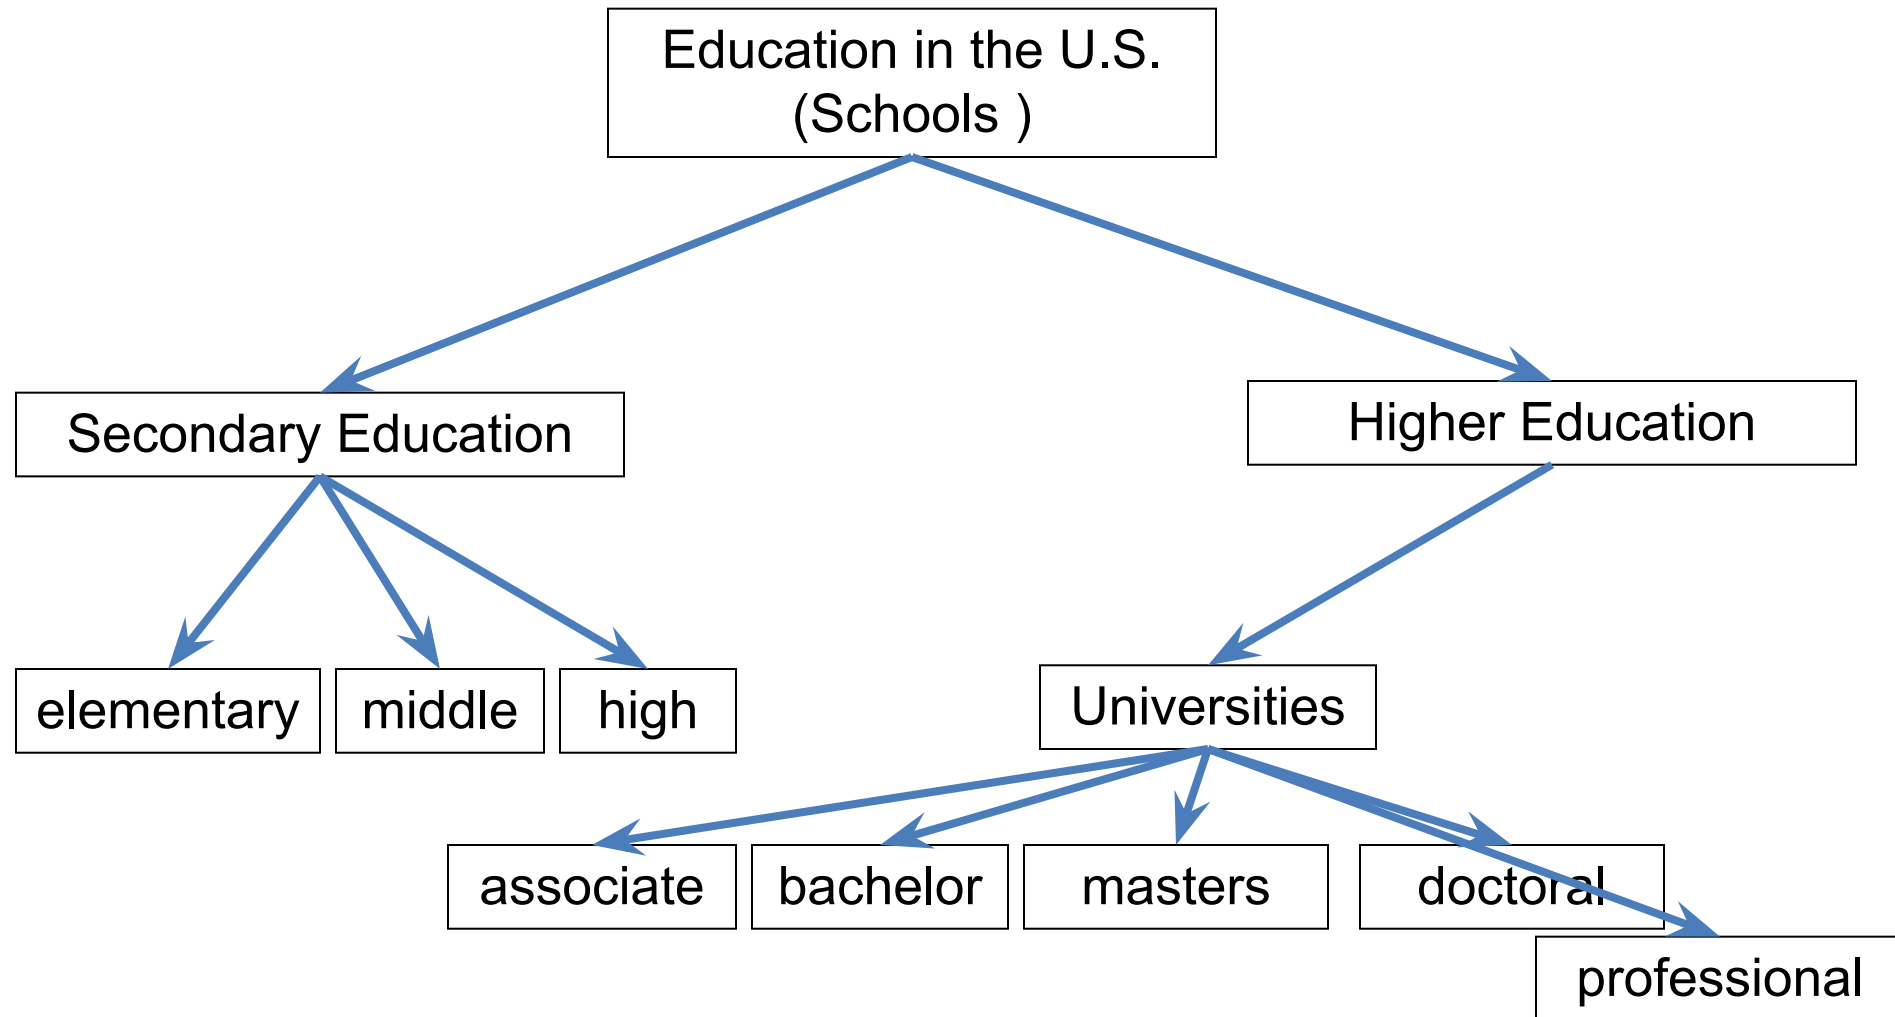 Education in the U.S.
(Schools )
Secondary Education
Higher Education
elementary
middle
high
Universities
associate
bachelor
masters
doctoral
professional